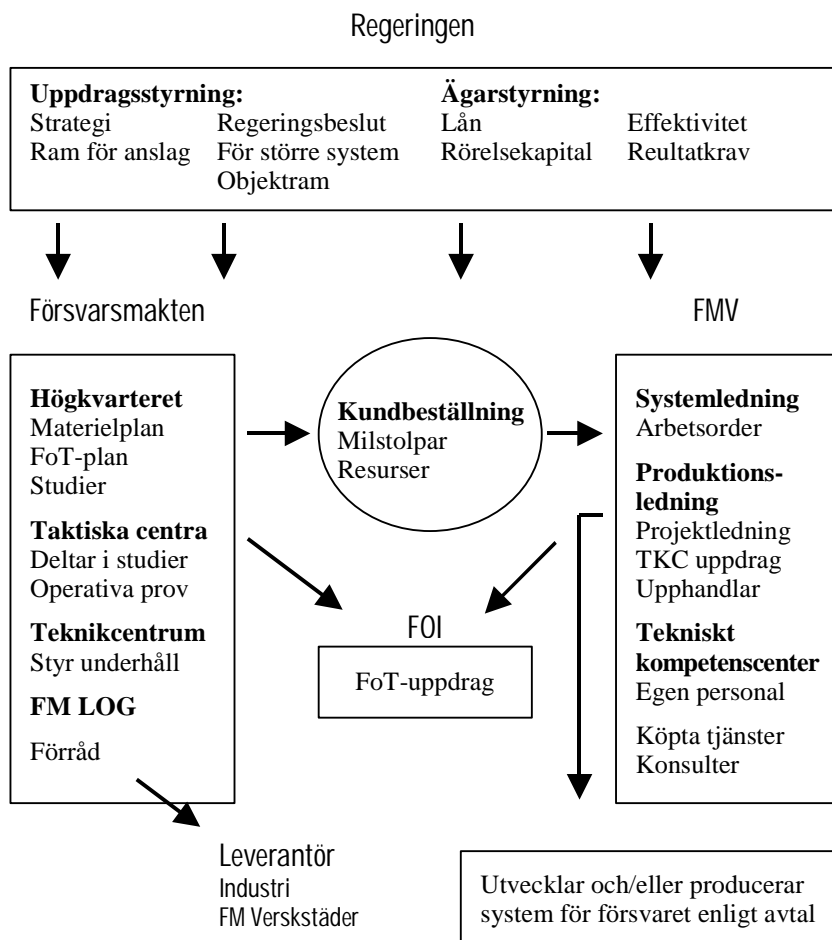 Regeringen
Uppdragsstyrning:
Strategi
Ram för anslag
Regeringsbeslut
För större system
Objektram
Ägarstyrning:
Lån
Rörelsekapital
Effektivitet
Reultatkrav
Försvarsmakten
FMV
Högkvarteret
Materielplan
FoT-plan
Studier
Taktiska centra
Deltar i studier
Operativa prov
Teknikcentrum
Styr underhåll
FM LOG
Förråd
Kundbeställning
Milstolpar
Resurser
FOI
FoT-uppdrag
Systemledning
Arbetsorder
Produktions-
ledning
Projektledning
TKC uppdrag
Upphandlar
Tekniskt
kompetenscenter
Egen personal
Köpta tjänster
Konsulter
Leverantör
Industri
FM Verskstäder
Utvecklar och/eller producerar
system för försvaret enligt avtal